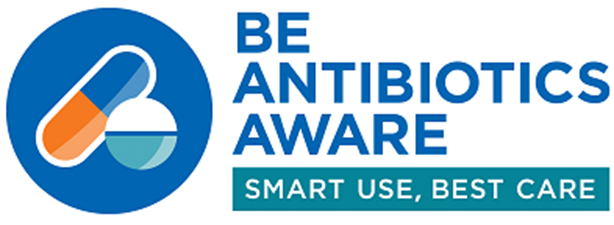 BE
ANTIBIOTICS
AWARE
SMART USE, BEST CARE